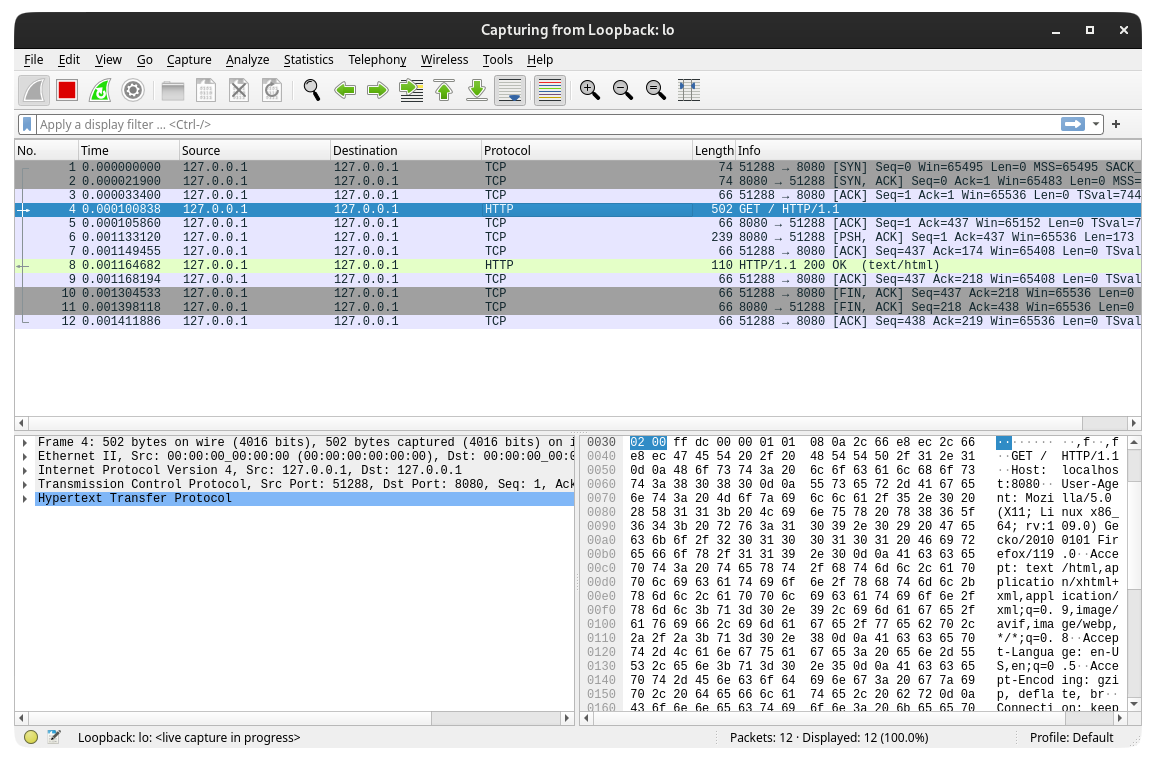 Capturing from Loopback: lo
File Edit View Go Capture Analyze Statistics Telephony Wireless Tools Help
Apply a display filter ... <Ctrl-/>
No. Time Source Destination Protocol Length Info
1 0.000000000 127.0.0.1 127.0.0.1 TCP 74 51288 → 8080 [SYN] Seq=0 Win=65495 Len=0 MSS=65495 SACK_
2 0.000021900 127.0.0.1 127.0.0.1 TCP 74 8080 → 51288 [SYN, ACK] Seq=0 Ack=1 Win=65483 Len=0 MSS=
3 0.000033400 127.0.0.1 127.0.0.1 TCP 66 51288 → 8080 [ACK] Seq=1 Ack=1 Win=65536 Len=0 TSval=744
4 0.000100838 127.0.0.1 127.0.0.1 HTTP 502 GET / HTTP/1.1
5 0.000105860 127.0.0.1 127.0.0.1 TCP 66 8080 → 51288 [ACK] Seq=1 Ack=437 Win=65152 Len=0 TSval=7
6 0.001133120 127.0.0.1 127.0.0.1 TCP 239 8080 → 51288 [PSH, ACK] Seq=1 Ack=437 Win=65536 Len=173
7 0.001149455 127.0.0.1 127.0.0.1 TCP 66 51288 → 8080 [ACK] Seq=437 Ack=174 Win=65408 Len=0 TSval
8 0.001164682 127.0.0.1 127.0.0.1 HTTP 110 HTTP/1.1 200 OK (text/html)
9 0.001168194 127.0.0.1 127.0.0.1 TCP 66 51288 → 8080 [ACK] Seq=437 Ack=218 Win=65408 Len=0 TSval
10 0.001304533 127.0.0.1 127.0.0.1 TCP 66 51288 → 8080 [FIN, ACK] Seq=437 Ack=218 Win=65536 Len=0
11 0.001398118 127.0.0.1 127.0.0.1 TCP 66 8080 → 51288 [FIN, ACK] Seq=218 Ack=438 Win=65536 Len=0
12 0.001411886 127.0.0.1 127.0.0.1 TCP 66 51288 → 8080 [ACK] Seq=438 Ack=219 Win=65536 Len=0 TSval
Frame 4: 502 bytes on wire (4016 bits), 502 bytes captured (4016 bits) on i
Ethernet II, Src: 00:00:00_00:00:00 (00:00:00:00:00:00), Dst: 00:00:00_00:0
Internet Protocol Version 4, Src: 127.0.0.1, Dst: 127.0.0.1
Transmission Control Protocol, Src Port: 51288, Dst Port: 8080, Seq: 1, Ack
Hypertext Transfer Protocol
0030 02 00 ff dc 00 00 01 01 08 0a 2c 66 e8 ec 2c 66 ········ ··,f··,f
0040 e8 ec 47 45 54 20 2f 20 48 54 54 50 2f 31 2e 31 ··GET / HTTP/1.1
0050 0d 0a 48 6f 73 74 3a 20 6c 6f 63 61 6c 68 6f 73 ··Host: localhos
0060 74 3a 38 30 38 30 0d 0a 55 73 65 72 2d 41 67 65 t:8080·· User-Age
0070 6e 74 3a 20 4d 6f 7a 69 6c 6c 61 2f 35 2e 30 20 nt: Mozi lla/5.0
0080 28 58 31 31 3b 20 4c 69 6e 75 78 20 78 38 36 5f (X11; Li nux x86_
0090 36 34 3b 20 72 76 3a 31 30 39 2e 30 29 20 47 65 64; rv:1 09.0) Ge
00a0 63 6b 6f 2f 32 30 31 30 30 31 30 31 20 46 69 72 cko/2010 0101 Fir
00b0 65 66 6f 78 2f 31 31 39 2e 30 0d 0a 41 63 63 65 efox/119 .0··Acce
00c0 70 74 3a 20 74 65 78 74 2f 68 74 6d 6c 2c 61 70 pt: text /html,ap
00d0 70 6c 69 63 61 74 69 6f 6e 2f 78 68 74 6d 6c 2b plicatio n/xhtml+
00e0 78 6d 6c 2c 61 70 70 6c 69 63 61 74 69 6f 6e 2f xml,appl ication/
00f0 78 6d 6c 3b 71 3d 30 2e 39 2c 69 6d 61 67 65 2f xml;q=0. 9,image/
0100 61 76 69 66 2c 69 6d 61 67 65 2f 77 65 62 70 2c avif,ima ge/webp,
0110 2a 2f 2a 3b 71 3d 30 2e 38 0d 0a 41 63 63 65 70 */*;q=0. 8··Accep
0120 74 2d 4c 61 6e 67 75 61 67 65 3a 20 65 6e 2d 55 t-Langua ge: en-U
0130 53 2c 65 6e 3b 71 3d 30 2e 35 0d 0a 41 63 63 65 S,en;q=0 .5··Acce
0140 70 74 2d 45 6e 63 6f 64 69 6e 67 3a 20 67 7a 69 pt-Encod ing: gzi
0150 70 2c 20 64 65 66 6c 61 74 65 2c 20 62 72 0d 0a p, defla te, br··
0160 43 6f 6e 6e 65 63 74 69 6f 6e 3a 20 6b 65 65 70 Connecti on: keep
Loopback: lo: <live capture in progress> Packets: 12 · Displayed: 12 (100.0%) Profile: Default